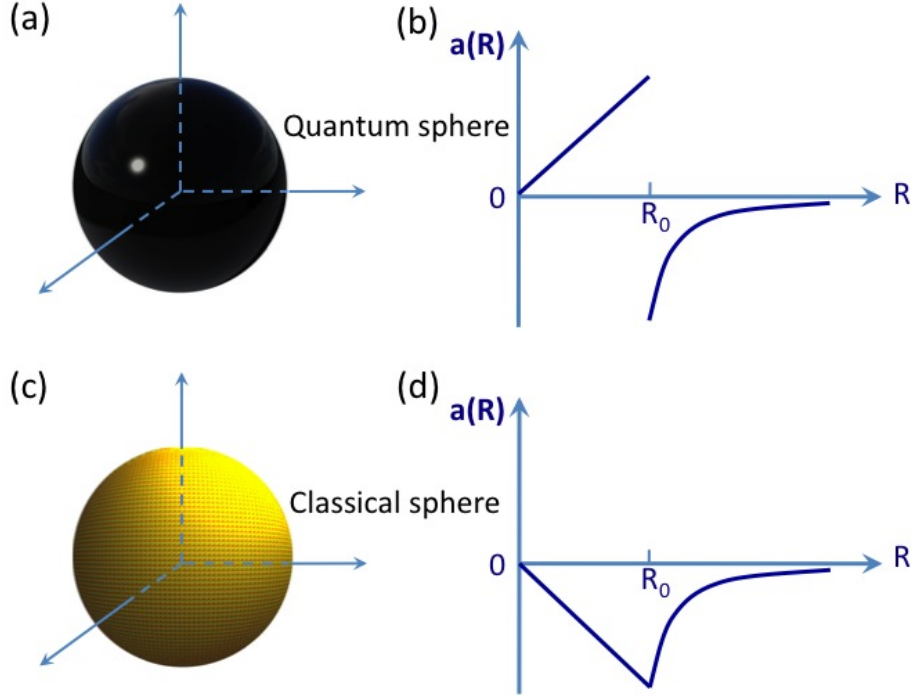 (a)
(b)
a(R)
Quantum sphere
0
R₀
R
(c)
(d)
a(R)
Classical sphere
0
R₀
R